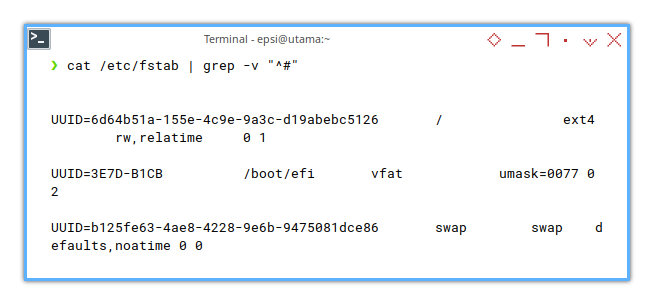 Terminal - epsi@utama:~
❯ cat /etc/fstab | grep -v "^#"
UUID=6d64b51a-155e-4c9e-9a3c-d19abebc5126 / ext4
rw,relatime 0 1
UUID=3E7D-B1CB /boot/efi vfat umask=0077 0
2
UUID=b125fe63-4ae8-4228-9e6b-9475081dce86 swap swap d
efaults,noatime 0 0